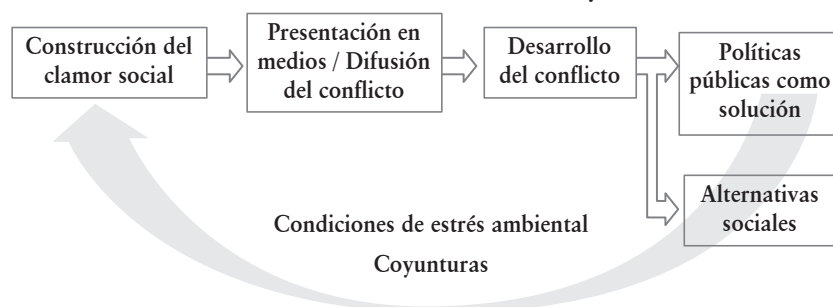 Construcción del
clamor social
Presentación en
medios / Difusión
del conflicto
Desarrollo
del conflicto
Políticas
públicas como
solución
Alternativas
sociales
Condiciones de estrés ambiental
Coyunturas